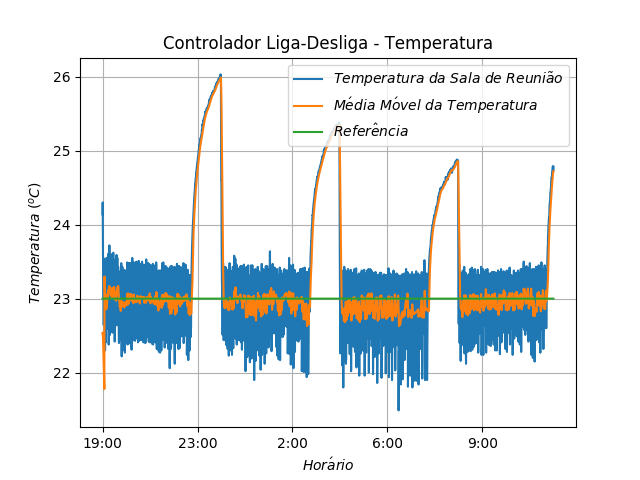 Controlador Liga-Desliga - Temperatura
Temperatura da Sala de Reunião
Média Móvel da Temperatura
Referência
26
25
24
23
22
Temperatura (ºC)
19:00 23:00 2:00 6:00 9:00
Horário